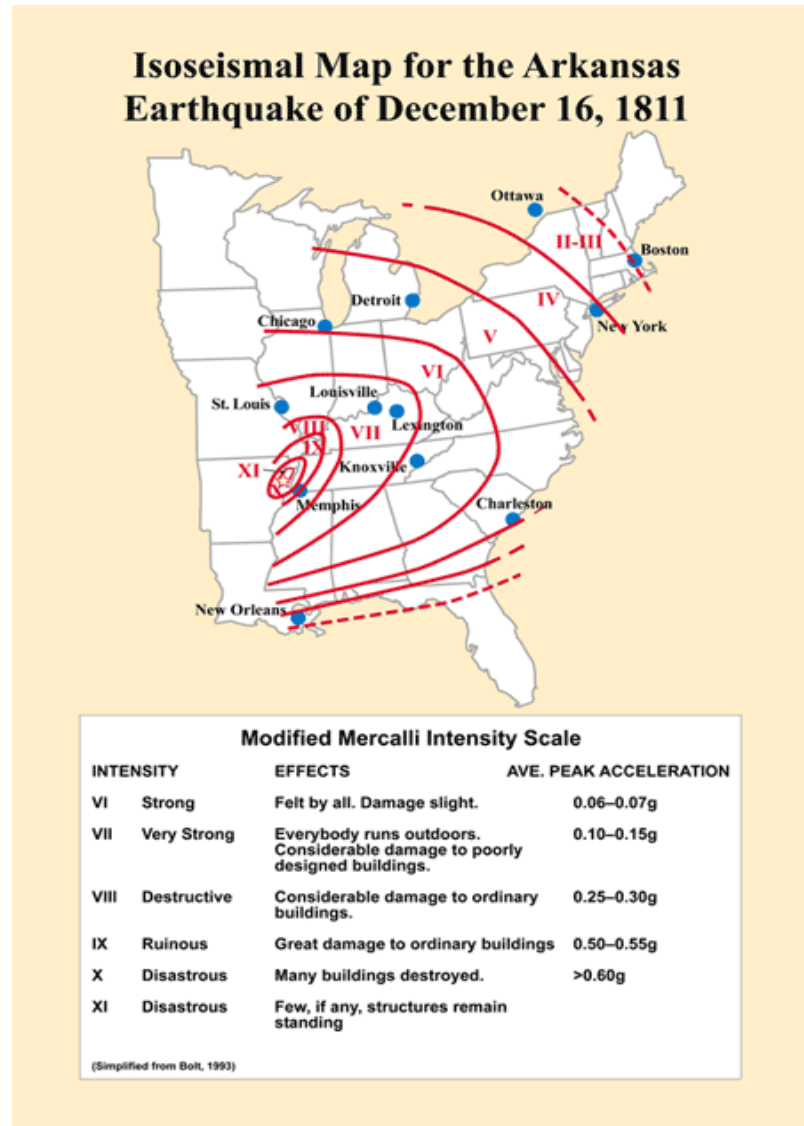 Isoseismal Map for the Arkansas
Earthquake of December 16, 1811
Ottawa
II-III
Boston
Detroit
IV
Chicago
New York
V
VI
St. Louis
Louisville
VIII
VII
Lexington
IX
XI
Knoxville
Memphis
Charleston
New Orleans
Modified Mercalli Intensity Scale
INTENSITY EFFECTS AVE. PEAK ACCELERATION
VI Strong Felt by all. Damage slight. 0.06–0.07g
VII Very Strong Everybody runs outdoors. 0.10–0.15g
Considerable damage to poorly
designed buildings.
VIII Destructive Considerable damage to ordinary 0.25–0.30g
buildings.
IX Ruinous Great damage to ordinary buildings 0.50–0.55g
X Disastrous Many buildings destroyed. >0.60g
XI Disastrous Few, if any, structures remain
standing
(Simplified from Bolt, 1993)